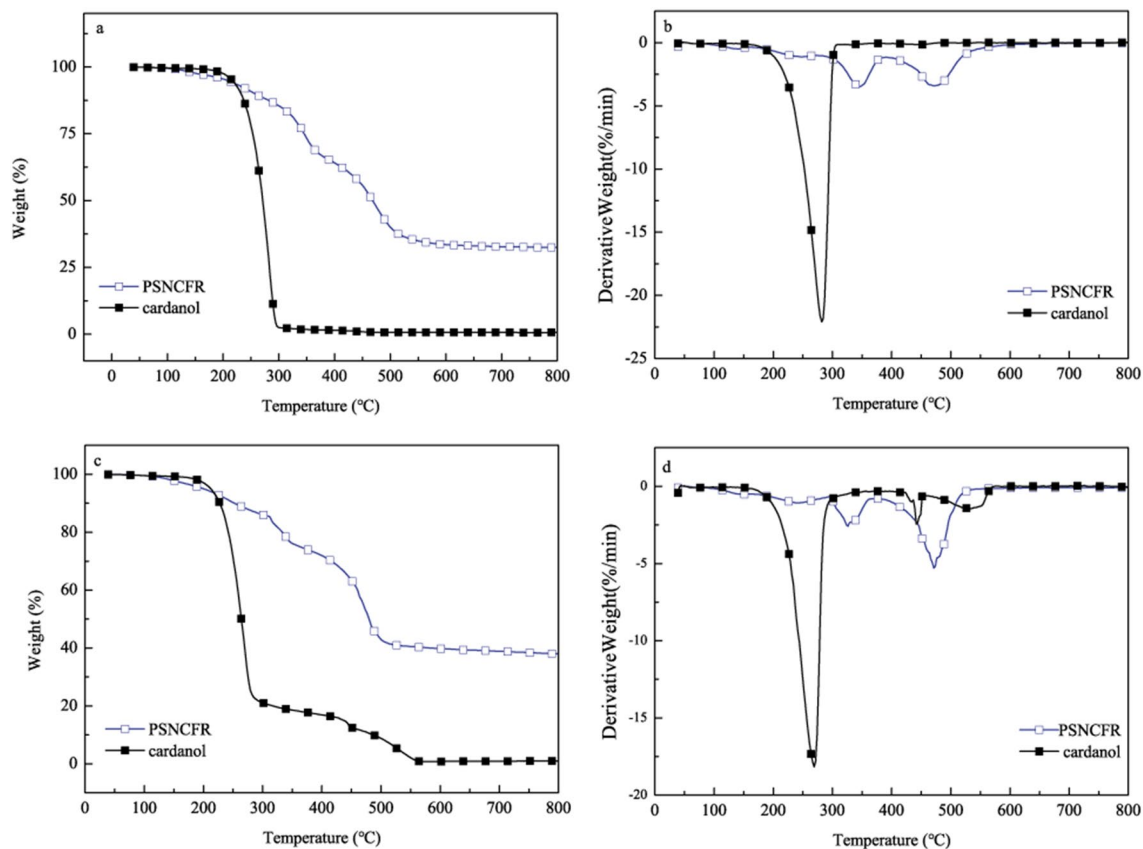 a
100
75
50
25
0
Weight (%)
PSNCFR
cardanol
0 100 200 300 400 500 600 700 800
Temperature (℃)
b
0
-5
-10
-15
-20
-25
DerivativeWeight(%/min)
PSNCFR
cardanol
0 100 200 300 400 500 600 700 800
Temperature (℃)
c
100
80
60
40
20
0
Weight (%)
PSNCFR
cardanol
0 100 200 300 400 500 600 700 800
Temperature (℃)
d
0
-5
-10
-15
-20
DerivativeWeight(%/min)
PSNCFR
cardanol
0 100 200 300 400 500 600 700 800
Temperature (℃)